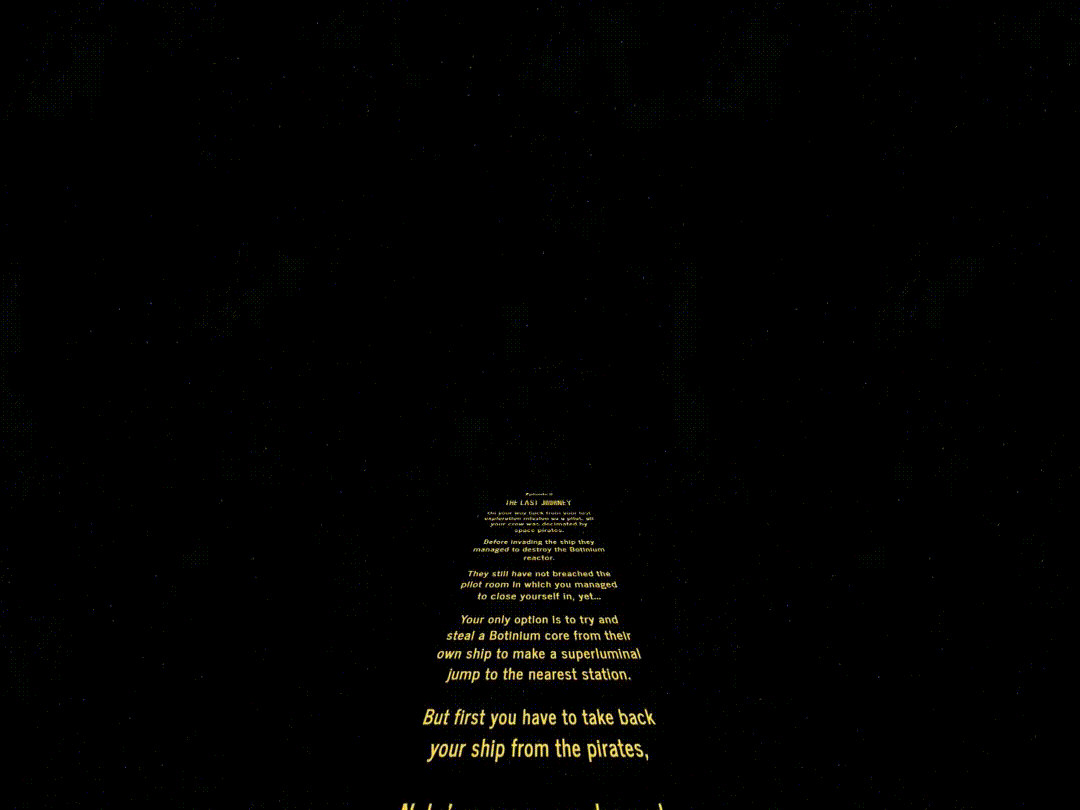 THE LAST JOURNEY
On your way back from your last
exploration mission as a pilot, all
your crew was decimated by
space pirates.
Before invading the ship they
managed to destroy the Botinium
reactor.
They still have not breached the
pilot room in which you managed
to close yourself in, yet...
Your only option is to try and
steal a Botinium core from their
own ship to make a superluminal
jump to the nearest station.
But first you have to take back
your ship from the pirates,